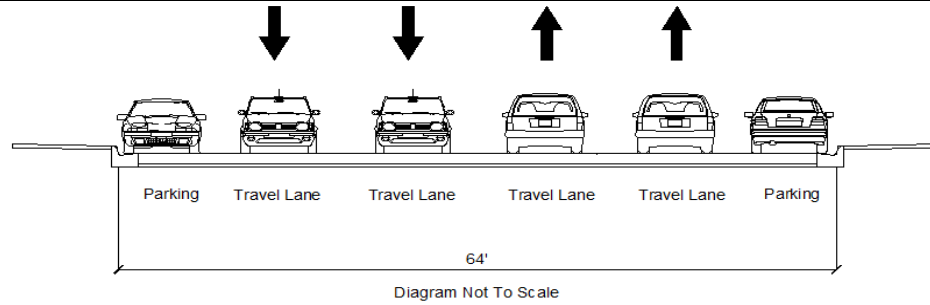 Parking Travel Lane Travel Lane Travel Lane Travel Lane Parking
64'
Diagram Not To Scale